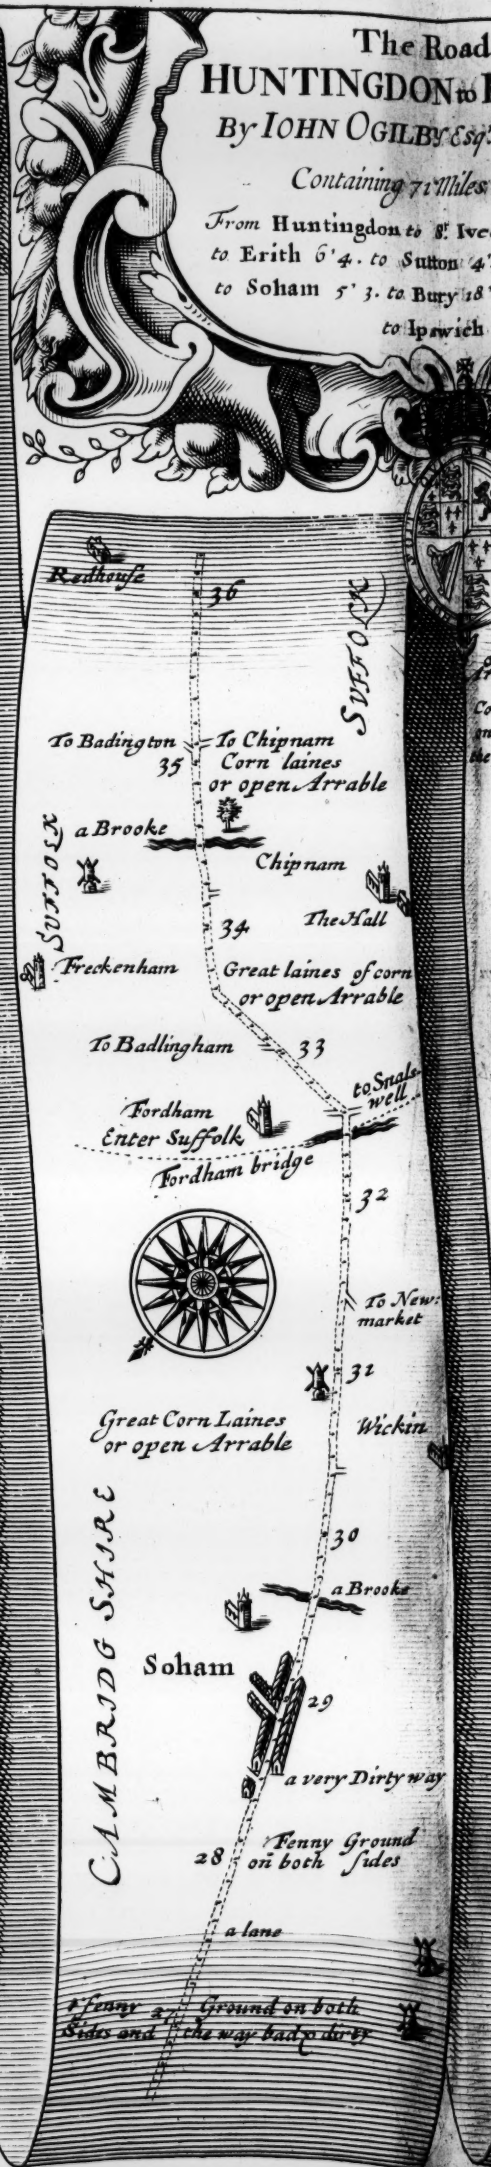 The Road
HUNTINGDON to
By IOHN OGILBY Esqr.
Containing 71 Miles
From Huntingdon to St. Ive
to Erith 6'4. to Sutton 4'
to Soham 5'3. to Bury 18'
to Ipswich
Redhouse
36
SUFFOLK
To Badington
To Chipnam
35
Corn laines
or open Arrable
a Brooke
SUFFOLK
Chipnam
34
The Hall
Freckenham
Great laines of corn
or open Arrable
To Badlingham
33
to Snals
well
Fordham
Enter Suffolk
Fordham bridge
32
To New:
market
31
Great Corn Laines
or open Arrable
Wickin
30
CAMBRIDG SHIRE
a Brooke
Soham
29
a very Dirty way
28
Fenny Ground
on both sides
a lane
fenny 27 Ground on both
Sides and the way bad & dirty